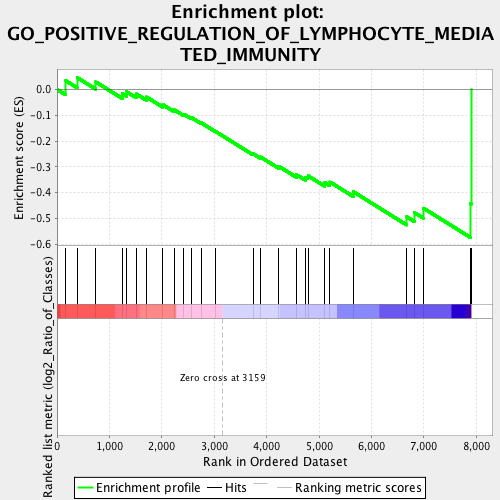 Enrichment plot:
GO_POSITIVE_REGULATION_OF_LYMPHOCYTE_MEDIA
TED_IMMUNITY
Enrichment score (ES)
0.0
-0.1
-0.2
-0.3
-0.4
-0.5
-0.6
Ranked list metric (log2_Ratio_of_Classes)
Zero cross at 3159
0 1,000 2,000 3,000 4,000 5,000 6,000 7,000 8,000
Rank in Ordered Dataset
Enrichment profile Hits Ranking metric scores